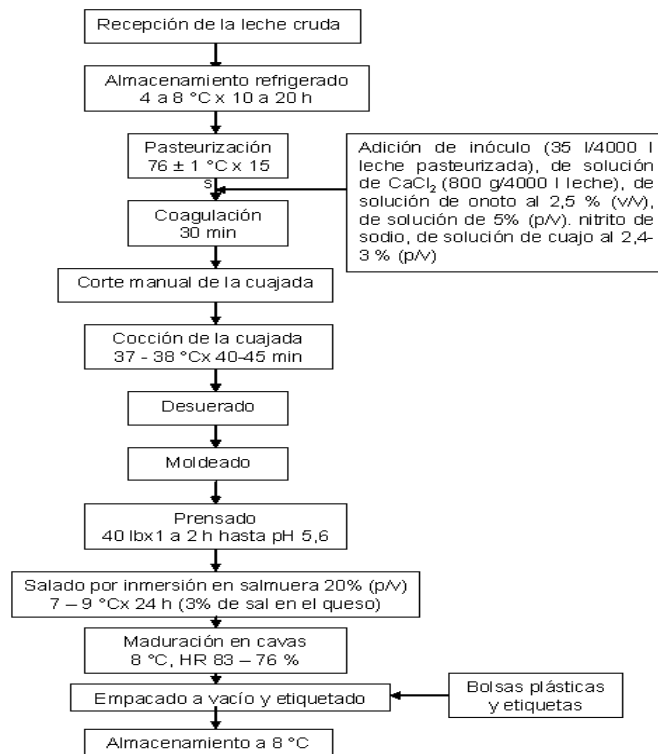 Recepción de la leche cruda
Almacenamiento refrigerado
4 a 8 °C x 10 a 20 h
Pasteurización
76 ± 1 °C x 15
s
Adición de inóculo (35 l/4000 l
leche pasteurizada), de solución
de CaCl₂ (800 g/4000 l leche), de
solución de onoto al 2,5 % (v/v),
de solución de 5% (p/v). nitrito de
sodio, de solución de cuajo al 2,4-
3 % (p/v)
Coagulación
30 min
Corte manual de la cuajada
Cocción de la cuajada
37 - 38 °Cx 40-45 min
Desuerado
Moldeado
Prensado
40 lbx1 a 2 h hasta pH 5,6
Salado por inmersión en salmuera 20% (p/v)
7 – 9 °Cx 24 h (3% de sal en el queso)
Maduración en cavas
8 °C, HR 83 – 76 %
Empacado a vacío y etiquetado
Bolsas plásticas
y etiquetas
Almacenamiento a 8 °C